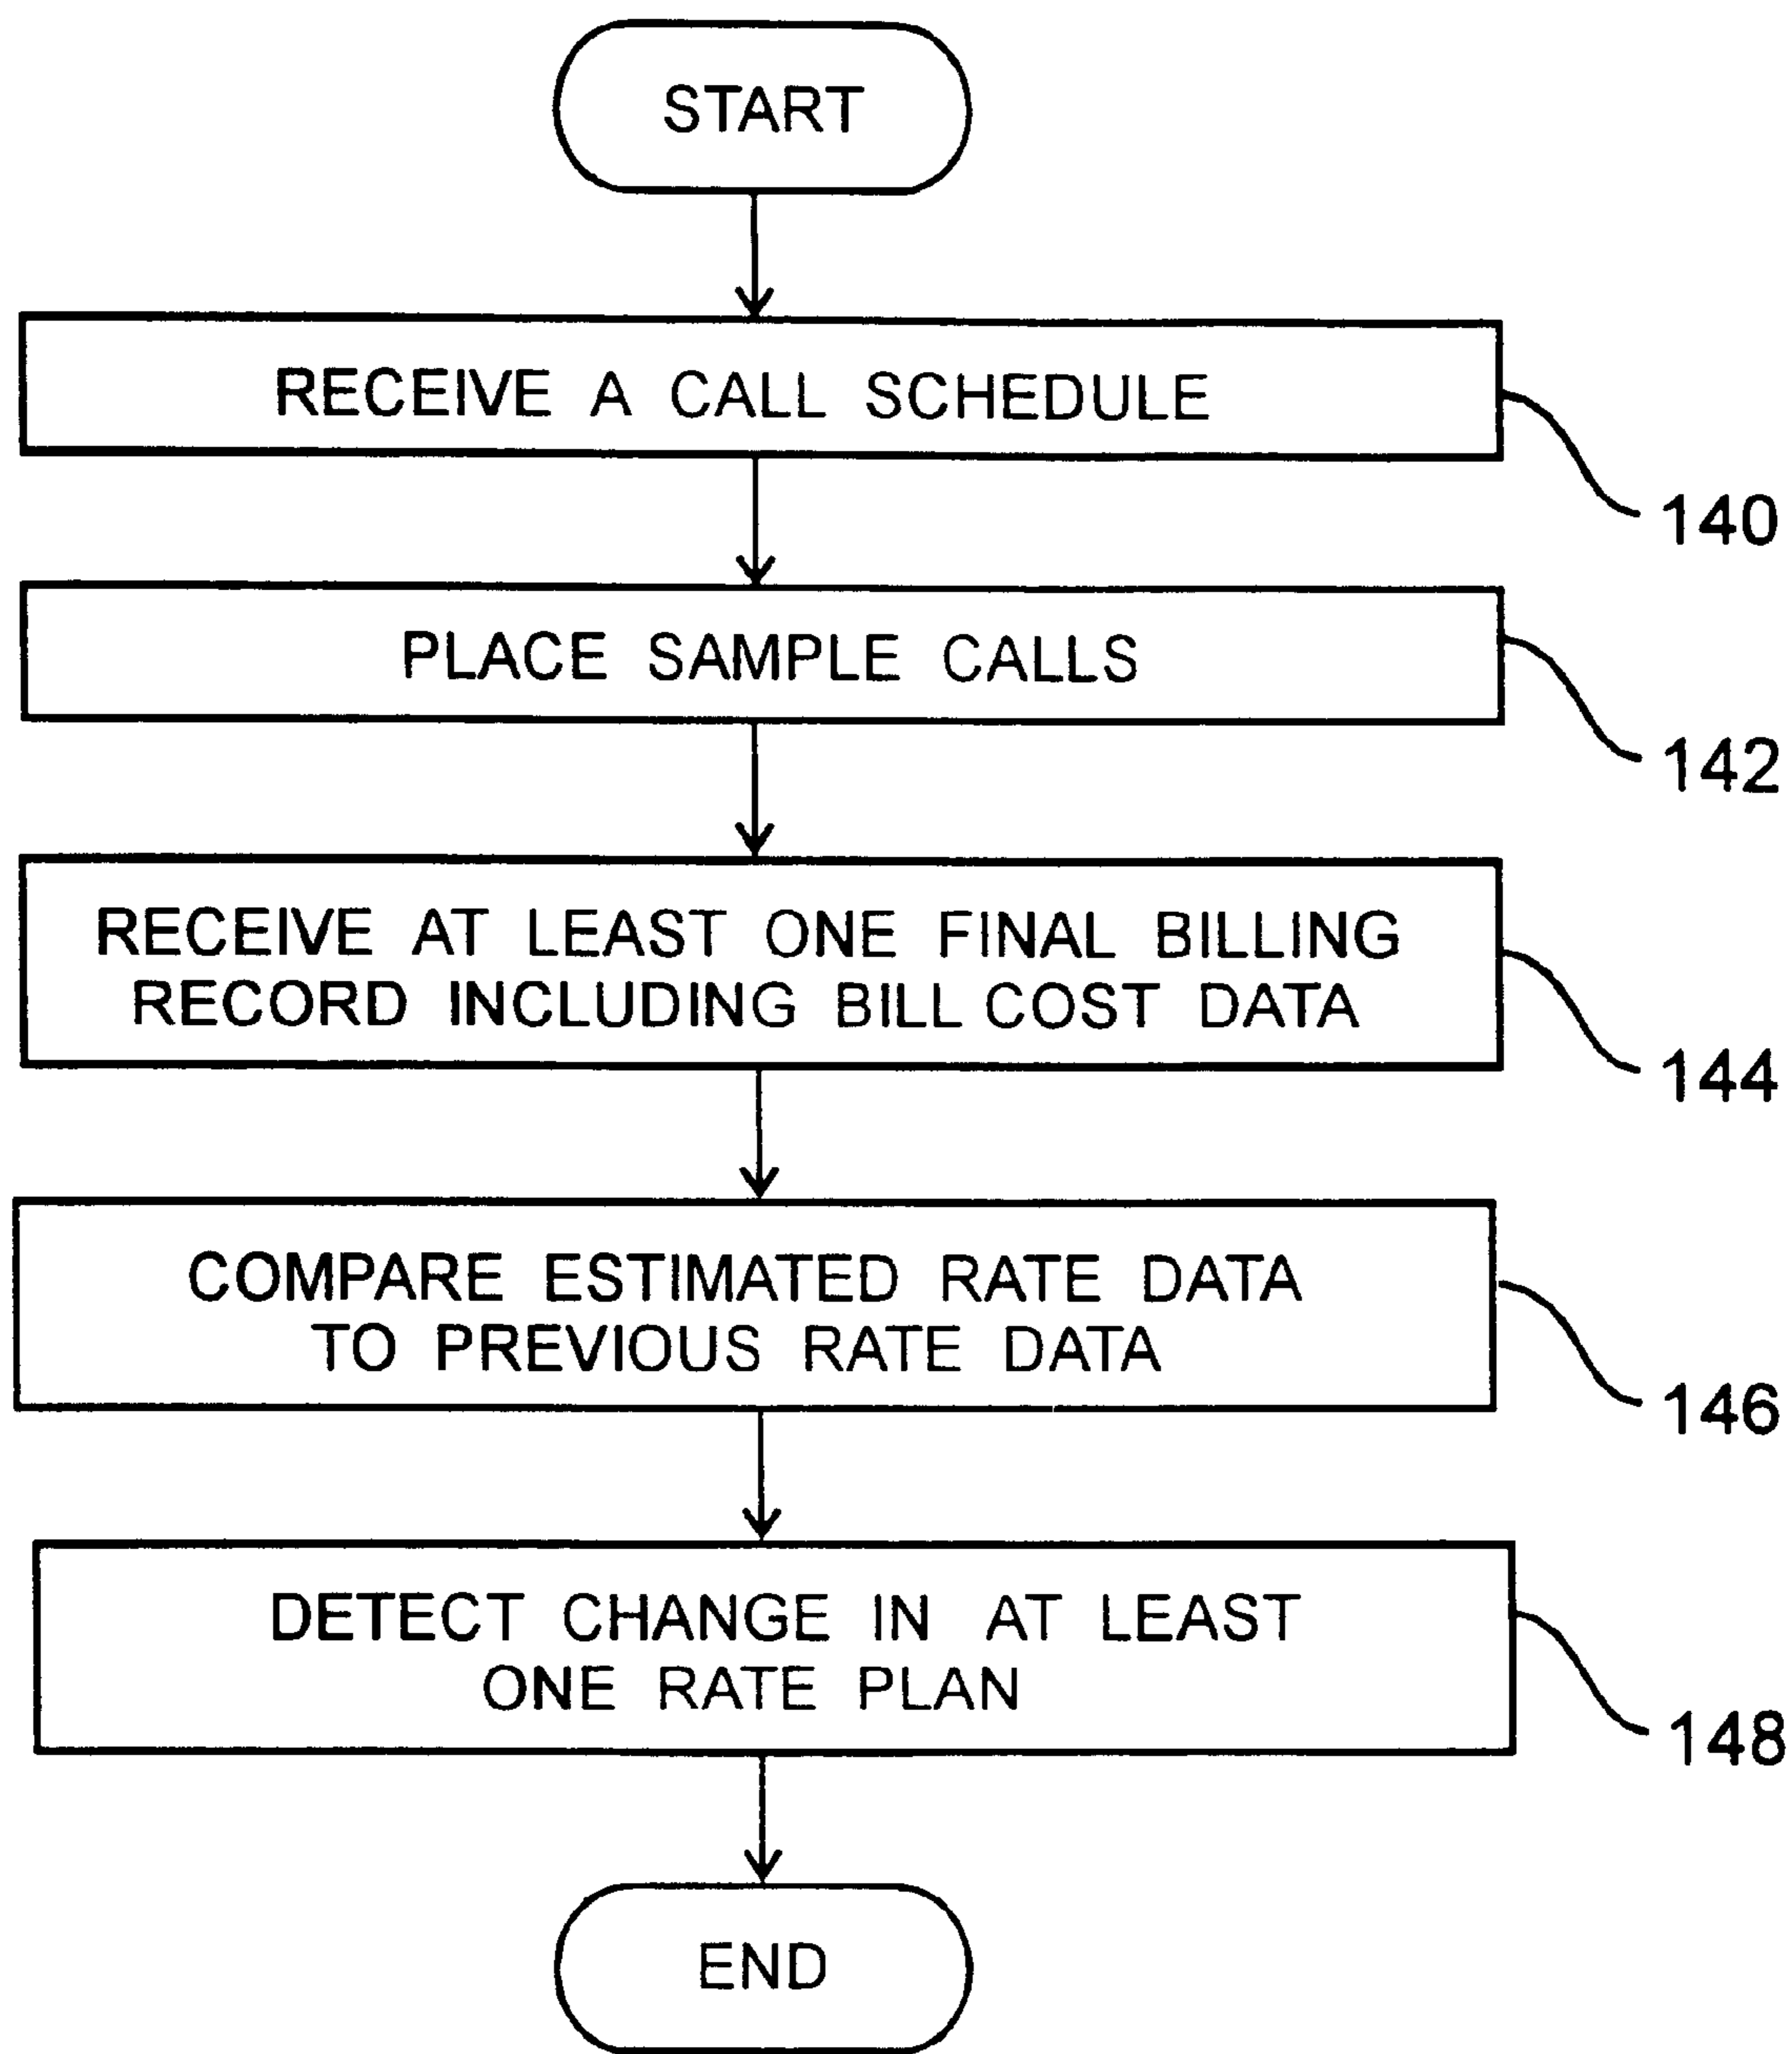 START
RECEIVE A CALL SCHEDULE
140
PLACE SAMPLE CALLS
142
RECEIVE AT LEAST ONE FINAL BILLING
RECORD INCLUDING BILL COST DATA
144
COMPARE ESTIMATED RATE DATA
TO PREVIOUS RATE DATA
146
DETECT CHANGE IN AT LEAST
ONE RATE PLAN
148
END